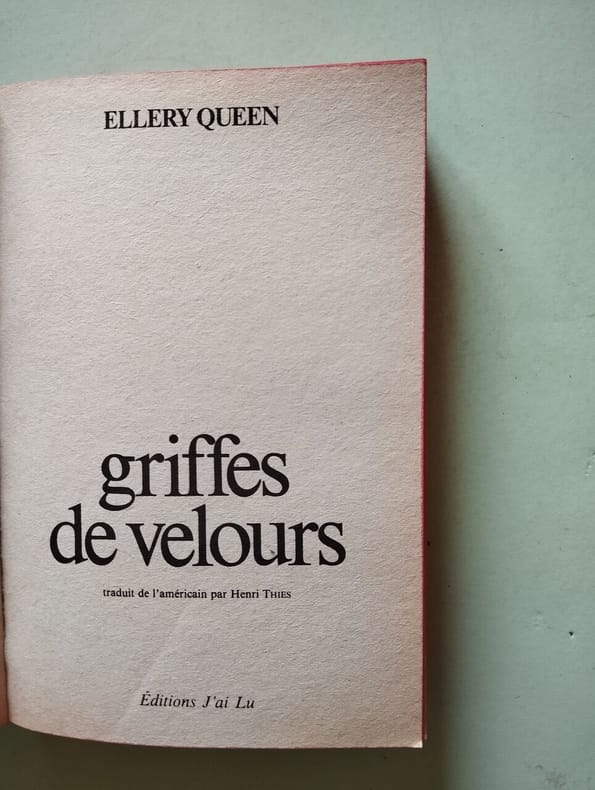 ELLERY QUEEN
griffes
de velours
traduit de l'américain par Henri THIES
Éditions J'ai Lu